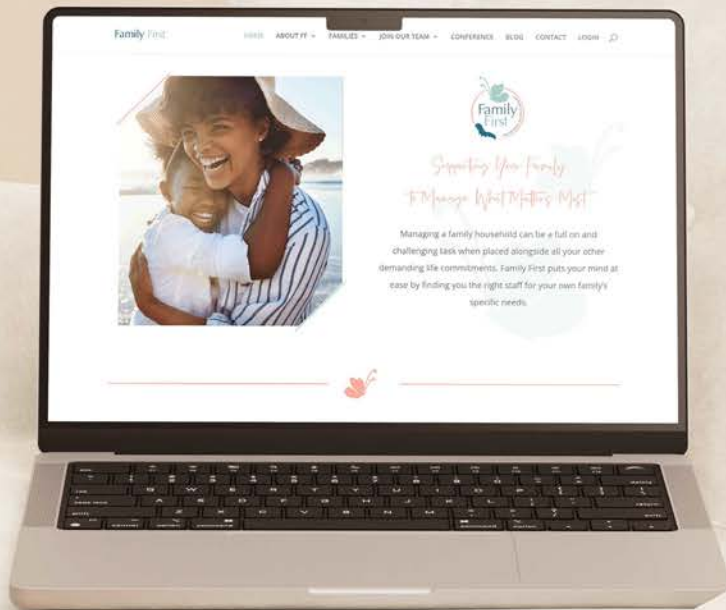 Family First
HOME ABOUT FF FAMILIES JOIN OUR TEAM CONFERENCE BLOG CONTACT LOGIN
Family
First
Supporting Your Family
to Manage What Matters Most
Managing a family household can be a full on and
challenging task when placed alongside all your other
demanding life commitments. Family First puts your mind at
ease by finding you the right staff for your own family's
specific needs.